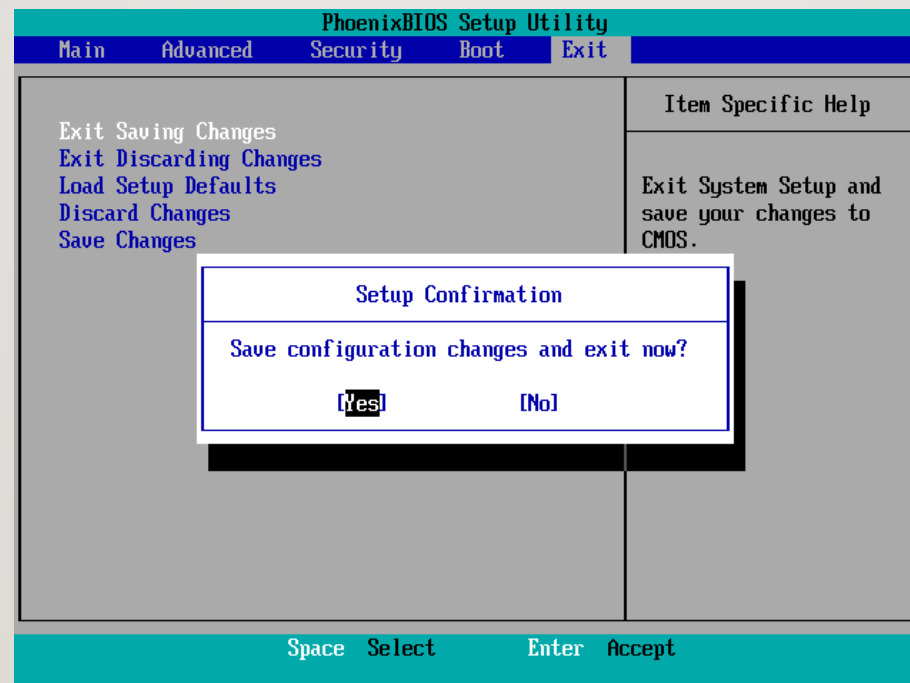 PhoenixBIOS Setup Utility
Main Advanced Security Boot Exit
Item Specific Help
Exit Saving Changes
Exit Discarding Changes
Load Setup Defaults
Discard Changes
Save Changes
Exit System Setup and
save your changes to
CMOS.
Setup Confirmation
Save configuration changes and exit now?
[Yes] [No]
Space Select Enter Accept